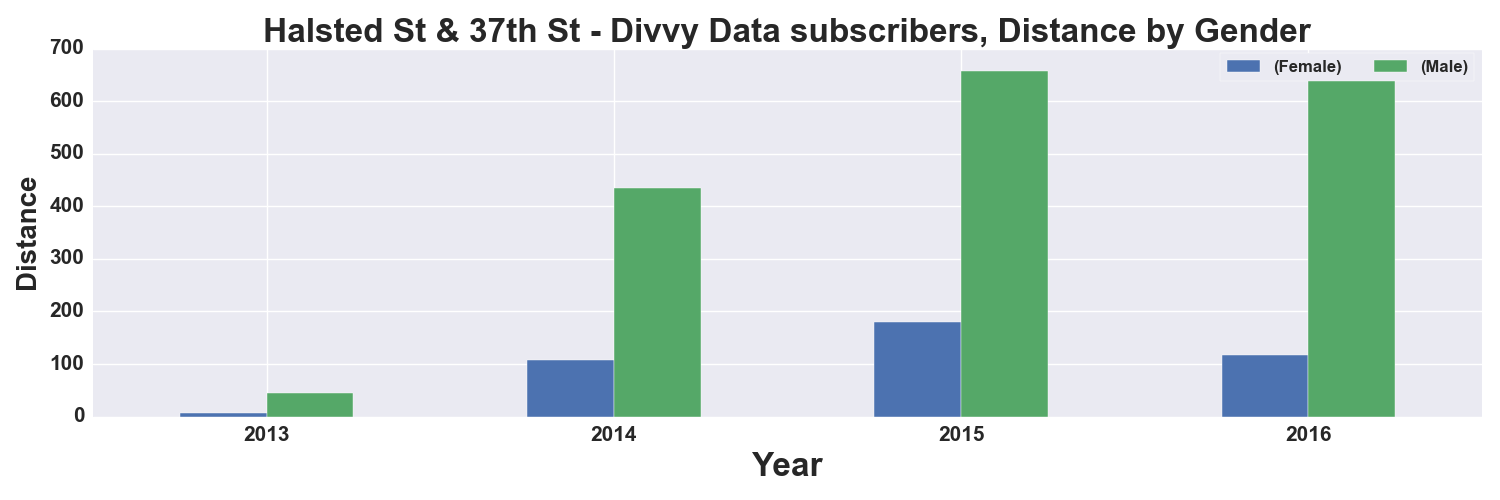 Halsted St & 37th St - Divvy Data subscribers, Distance by Gender
700
600
500
400
300
200
100
0
Distance
(Female) (Male)
2013 2014 2015 2016
Year